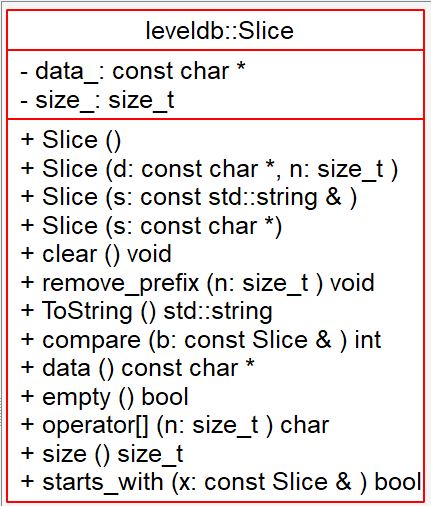 leveldb::Slice
- data_: const char *
- size_: size_t
+ Slice ()
+ Slice (d: const char *, n: size_t )
+ Slice (s: const std::string & )
+ Slice (s: const char *)
+ clear () void
+ remove_prefix (n: size_t ) void
+ ToString () std::string
+ compare (b: const Slice & ) int
+ data () const char *
+ empty () bool
+ operator[] (n: size_t ) char
+ size () size_t
+ starts_with (x: const Slice & ) bool